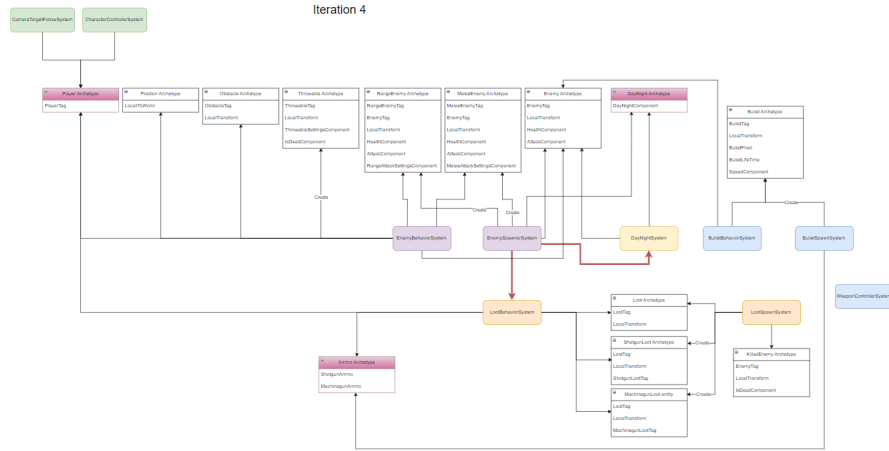 Iteration 4
CameraTargetFollowSystem
CharacterControllerSystem
Player Archetype
PlayerTag
Position Archetype
LocalToWorld
Obstacle Archetype
ObstacleTag
LocalTransform
Throwable Archetype
ThrowableTag
LocalTransform
ThrowableSettingsComponent
IsDeadComponent
RangeEnemy Archetype
RangeEnemyTag
EnemyTag
LocalTransform
HealthComponent
AttackComponent
RangeAttackSettingsComponent
MeleeEnemy Archetype
MeleeEnemyTag
EnemyTag
LocalTransform
HealthComponent
AttackComponent
MeleeAttackSettingsComponent
Enemy Archetype
EnemyTag
LocalTransform
HealthComponent
AttackComponent
DayNight Archetype
DayNightComponent
Bullet Archetype
BulletTag
LocalTransform
BulletFired
BulletLifeTime
SpeedComponent
Create
Create
Create
Create
EnemyBehaviorSystem
EnemySpawnerSystem
DayNightSystem
BulletBehaviorSystem
BulletSpawnSystem
WeaponControllerSystem
LootBehaviorSystem
Loot Archetype
LootTag
LocalTransform
LootSpawnSystem
ShotgunLoot Archetype
LootTag
LocalTransform
ShotgunLootTag
Create
Create
MachinegunLoot entity
LootTag
LocalTransform
MachinegunLootTag
KilledEnemy Archetype
EnemyTag
LocalTransform
IsDeadComponent
Ammo Archetype
ShotgunAmmo
MachinegunAmmo